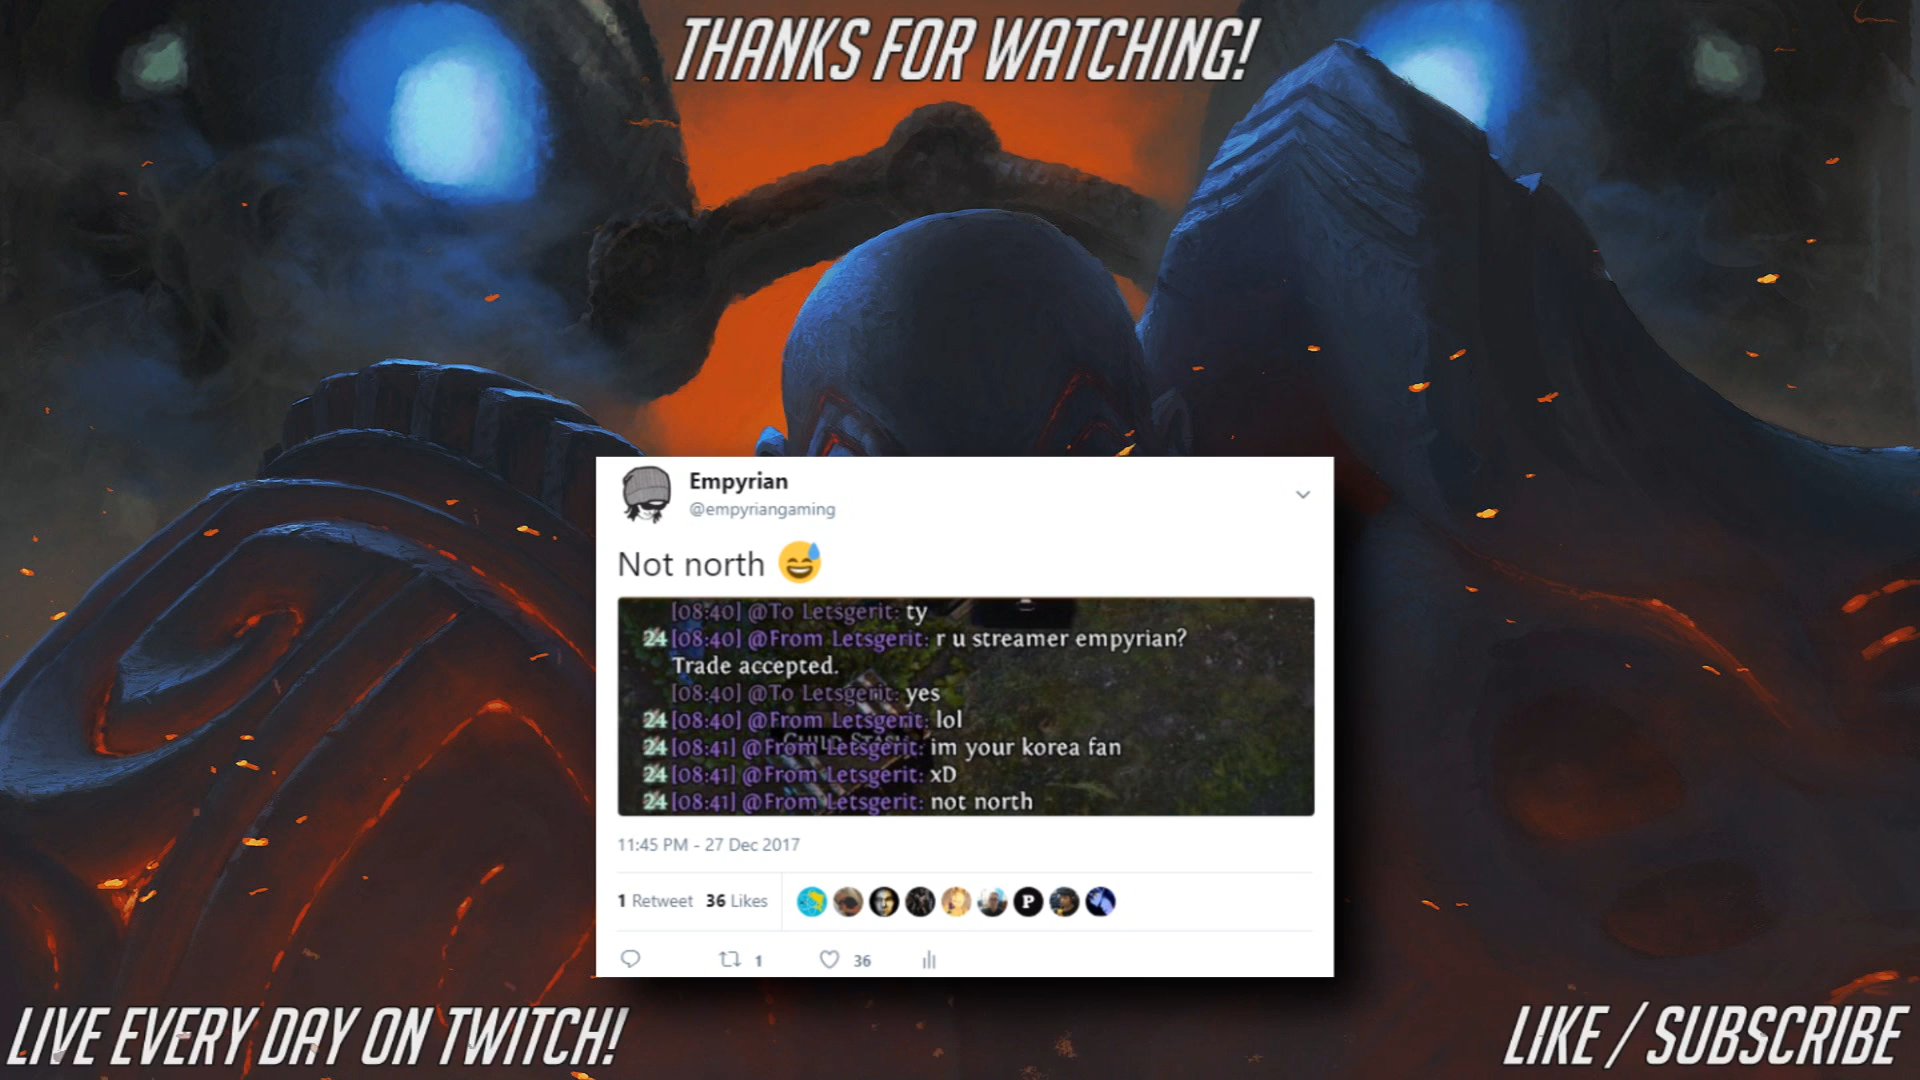 THANKS FOR WATCHING!
Empyrian
@empyriangaming
Not north 😅
[08:40] @To Letsgerit: ty
24 [08:40] @From Letsgerit: r u streamer empyrian?
Trade accepted.
[08:40] @To Letsgerit: yes
24 [08:40] @From Letsgerit: lol
24 [08:41] @From Letsgerit: im your korea fan
24 [08:41] @From Letsgerit: xD
24 [08:41] @From Letsgerit: not north
Guild Stash
11:45 PM - 27 Dec 2017
1 Retweet 36 Likes
P
1 36
LIVE EVERY DAY ON TWITCH!
LIKE / SUBSCRIBE